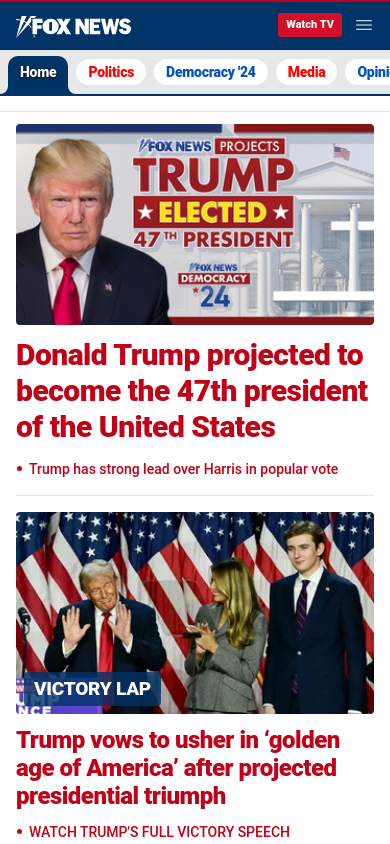 FOX NEWS
Watch TV
Home
Politics
Democracy '24
Media
Opini
FOX NEWS PROJECTS
TRUMP
ELECTED
47TH PRESIDENT
FOX NEWS
DEMOCRACY
'24
Donald Trump projected to
become the 47th president
of the United States
• Trump has strong lead over Harris in popular vote
VICTORY LAP
Trump vows to usher in ‘golden
age of America’ after projected
presidential triumph
• WATCH TRUMP'S FULL VICTORY SPEECH